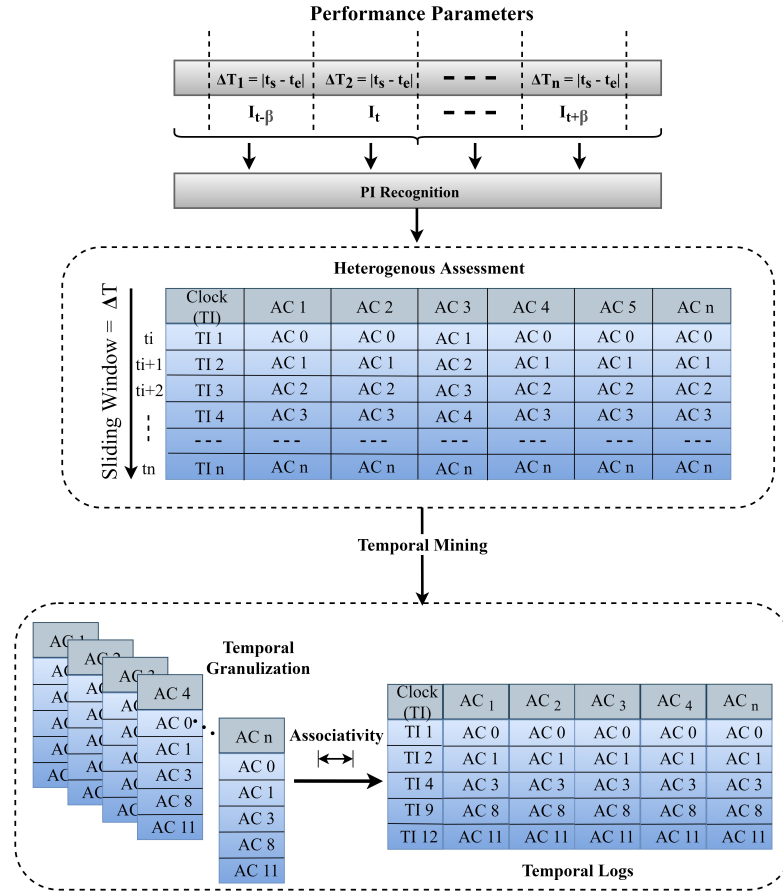 Performance Parameters
ΔT1 = |ts - te| ΔT2 = |ts - te| - - - - ΔTn = |ts - te|
It-β It - - - - It+β
PI Recognition
Heterogenous Assessment
Sliding Window = ΔT
Clock (TI) AC 1 AC 2 AC 3 AC 4 AC 5 AC n
ti TI 1 AC 0 AC 0 AC 1 AC 0 AC 0 AC 0
ti+1 TI 2 AC 1 AC 1 AC 2 AC 1 AC 1 AC 1
ti+2 TI 3 AC 2 AC 2 AC 3 AC 2 AC 2 AC 2
TI 4 AC 3 AC 3 AC 4 AC 3 AC 3 AC 3
--- --- --- --- --- --- ---
tn TI n AC n AC n AC n AC n AC n AC n
Temporal Mining
Temporal
Granulization
AC 4
AC 0
AC 1
AC 3
AC 8
AC 11
AC n
AC 0
AC 1
AC 3
AC 8
AC 11
Associativity
Clock (TI) AC 1 AC 2 AC 3 AC 4 AC n
TI 1 AC 0 AC 0 AC 0 AC 0 AC 0
TI 2 AC 1 AC 1 AC 1 AC 1 AC 1
TI 4 AC 3 AC 3 AC 3 AC 3 AC 3
TI 9 AC 8 AC 8 AC 8 AC 8 AC 8
TI 12 AC 11 AC 11 AC 11 AC 11 AC 11
Temporal Logs